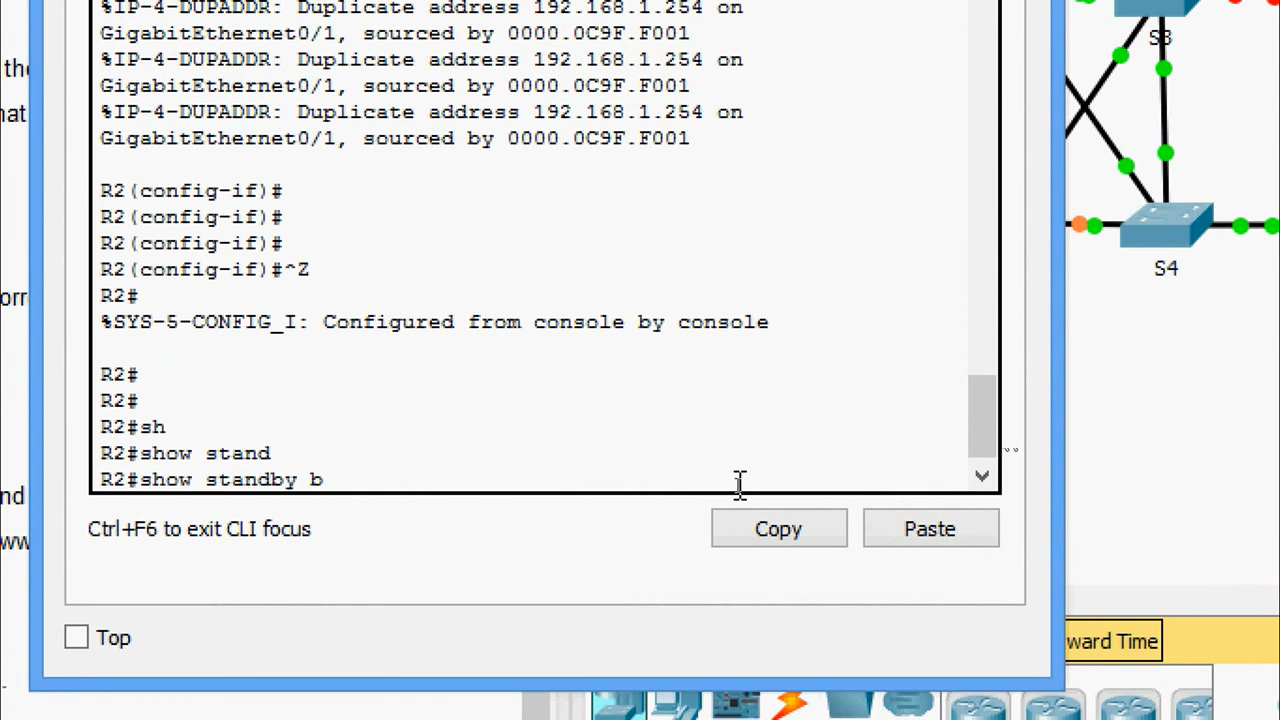 %IP-4-DUPADDR: Duplicate address 192.168.1.254 on
GigabitEthernet0/1, sourced by 0000.0C9F.F001
%IP-4-DUPADDR: Duplicate address 192.168.1.254 on
GigabitEthernet0/1, sourced by 0000.0C9F.F001
%IP-4-DUPADDR: Duplicate address 192.168.1.254 on
GigabitEthernet0/1, sourced by 0000.0C9F.F001
R2(config-if)#
R2(config-if)#
R2(config-if)#
R2(config-if)#^Z
R2#
%SYS-5-CONFIG_I: Configured from console by console
R2#
R2#
R2#sh
R2#show stand
R2#show standby b
Ctrl+F6 to exit CLI focus
Copy
Paste
Top
S3
S4
ward Time
the
nat
orre
nd
ww